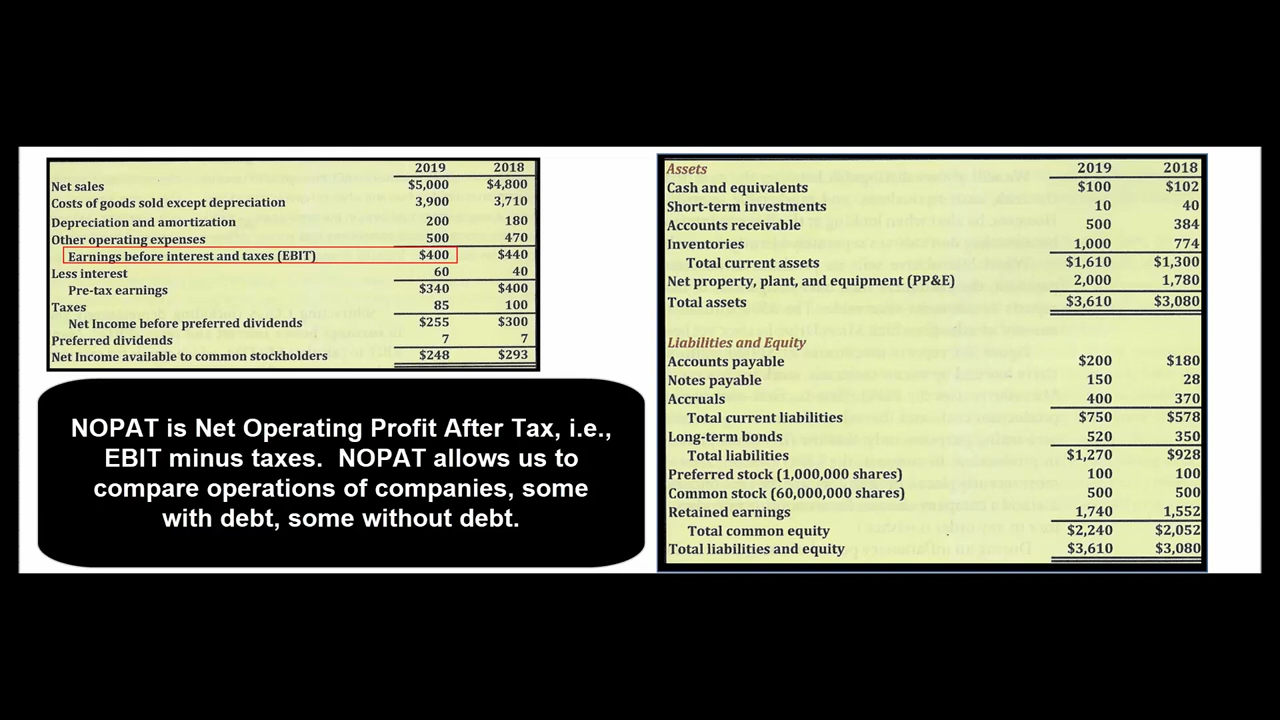 2019 2018
Net sales $5,000 $4,800
Costs of goods sold except depreciation 3,900 3,710
Depreciation and amortization 200 180
Other operating expenses 500 470
Earnings before interest and taxes (EBIT) $400 $440
Less interest 60 40
Pre-tax earnings $340 $400
Taxes 85 100
Net Income before preferred dividends $255 $300
Preferred dividends 7 7
Net Income available to common stockholders $248 $293
NOPAT is Net Operating Profit After Tax, i.e.,
EBIT minus taxes. NOPAT allows us to
compare operations of companies, some
with debt, some without debt.
Assets 2019 2018
Cash and equivalents $100 $102
Short-term investments 10 40
Accounts receivable 500 384
Inventories 1,000 774
Total current assets $1,610 $1,300
Net property, plant, and equipment (PP&E) 2,000 1,780
Total assets $3,610 $3,080
Liabilities and Equity
Accounts payable $200 $180
Notes payable 150 28
Accruals 400 370
Total current liabilities $750 $578
Long-term bonds 520 350
Total liabilities $1,270 $928
Preferred stock (1,000,000 shares) 100 100
Common stock (60,000,000 shares) 500 500
Retained earnings 1,740 1,552
Total common equity $2,240 $2,052
Total liabilities and equity $3,610 $3,080